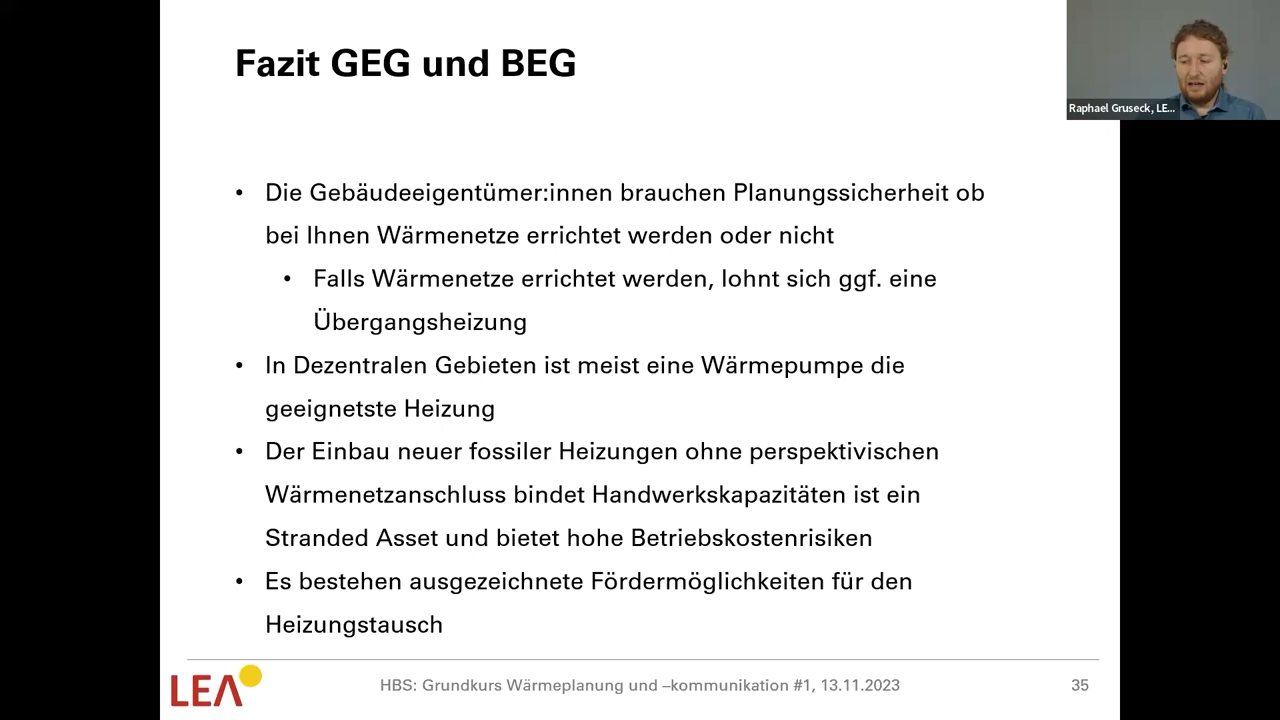 Fazit GEG und BEG
Raphael Gruseck, LE...
• Die Gebäudeeigentümer:innen brauchen Planungssicherheit ob
bei Ihnen Wärmenetze errichtet werden oder nicht
• Falls Wärmenetze errichtet werden, lohnt sich ggf. eine
Übergangsheizung
• In Dezentralen Gebieten ist meist eine Wärmepumpe die
geeignetste Heizung
• Der Einbau neuer fossiler Heizungen ohne perspektivischen
Wärmenetzanschluss bindet Handwerkskapazitäten ist ein
Stranded Asset und bietet hohe Betriebskostenrisiken
• Es bestehen ausgezeichnete Fördermöglichkeiten für den
Heizungstausch
LEA
HBS: Grundkurs Wärmeplanung und –kommunikation #1, 13.11.2023
35